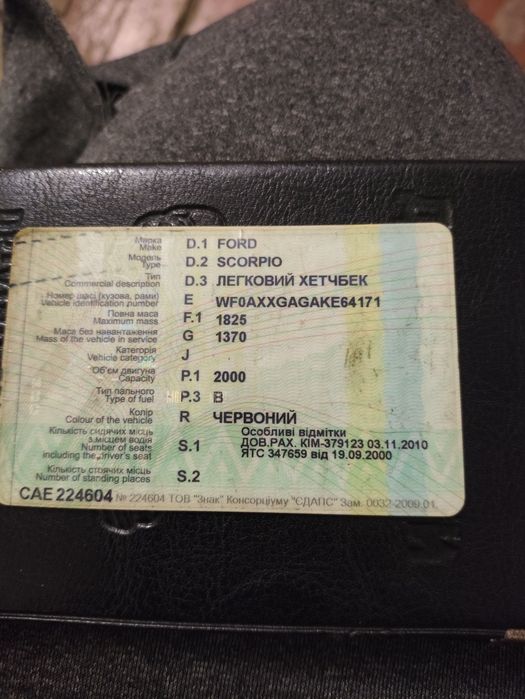 Марка D.1 FORD
Make
Модель D.2 SCORPIO
Type
Тип D.3 ЛЕГКОВИЙ ХЕТЧБЕК
Commercial description
Номер шасі (кузова, рами) E WF0AXXGAGAKE64171
Vehicle identification number
Повна маса F.1 1825
Maximum mass
Маса без навантаження G 1370
Mass of the vehicle in service
Категорія J
Vehicle category
Об'єм двигуна P.1 2000
Capacity
Тип пального P.3 B
Type of fuel
Колір R ЧЕРВОНИЙ
Colour of the vehicle
Кількість сидячих місць Особливі відмітки
з місцем водія S.1 ДОВ.РАХ. КІМ-379123 03.11.2010
Number of seats ЯТС 347659 від 19.09.2000
including the driver's seat
Кількість стоячих місць S.2
Number of standing places
CAE 224604 № 224604 ТОВ "Знак" Консорціуму "ЄДАПС" Зам. 0032-2009.01.